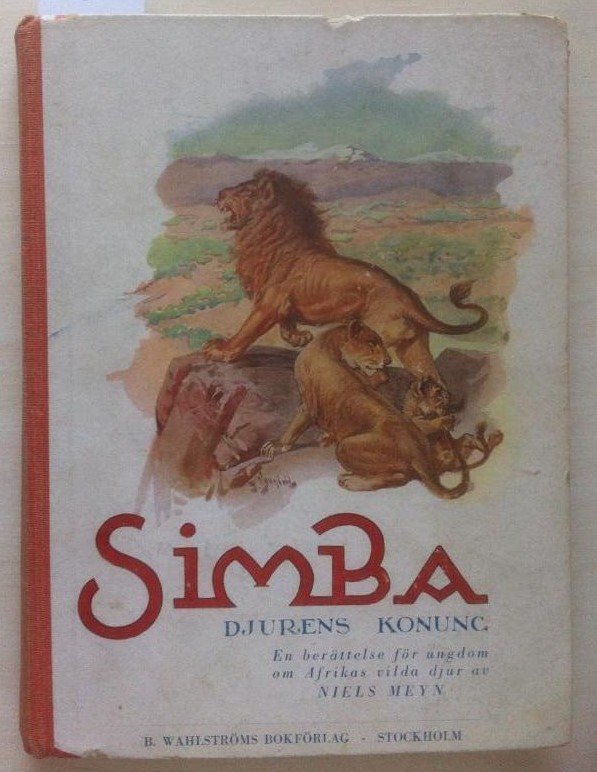 SIMBA
DJURENS KONUNG
En berättelse för ungdom
om Afrikas vilda djur av
NIELS MEYN
B. WAHLSTRÖMS BOKFÖRLAG - STOCKHOLM